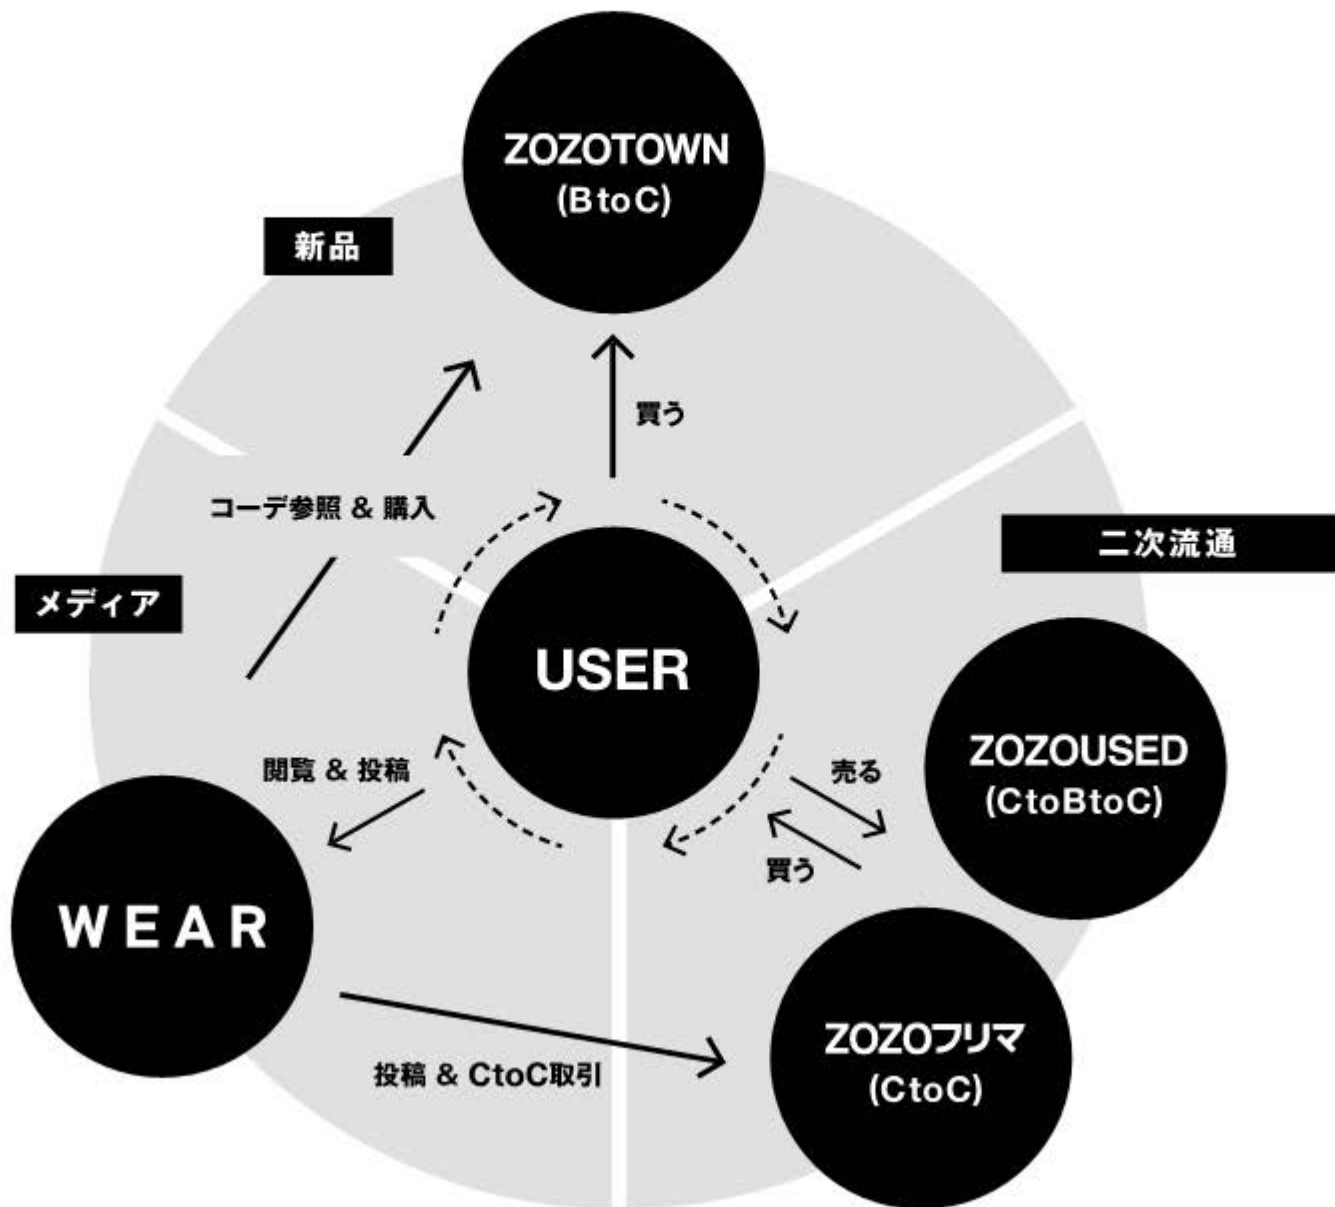 ZOZOTOWN
(BtoC)
新品
買う
コーデ参照 & 購入
二次流通
メディア
USER
ZOZOUSED
(CtoBtoC)
閲覧 & 投稿
売る
買う
WEAR
ZOZOフリマ
(CtoC)
投稿 & CtoC取引